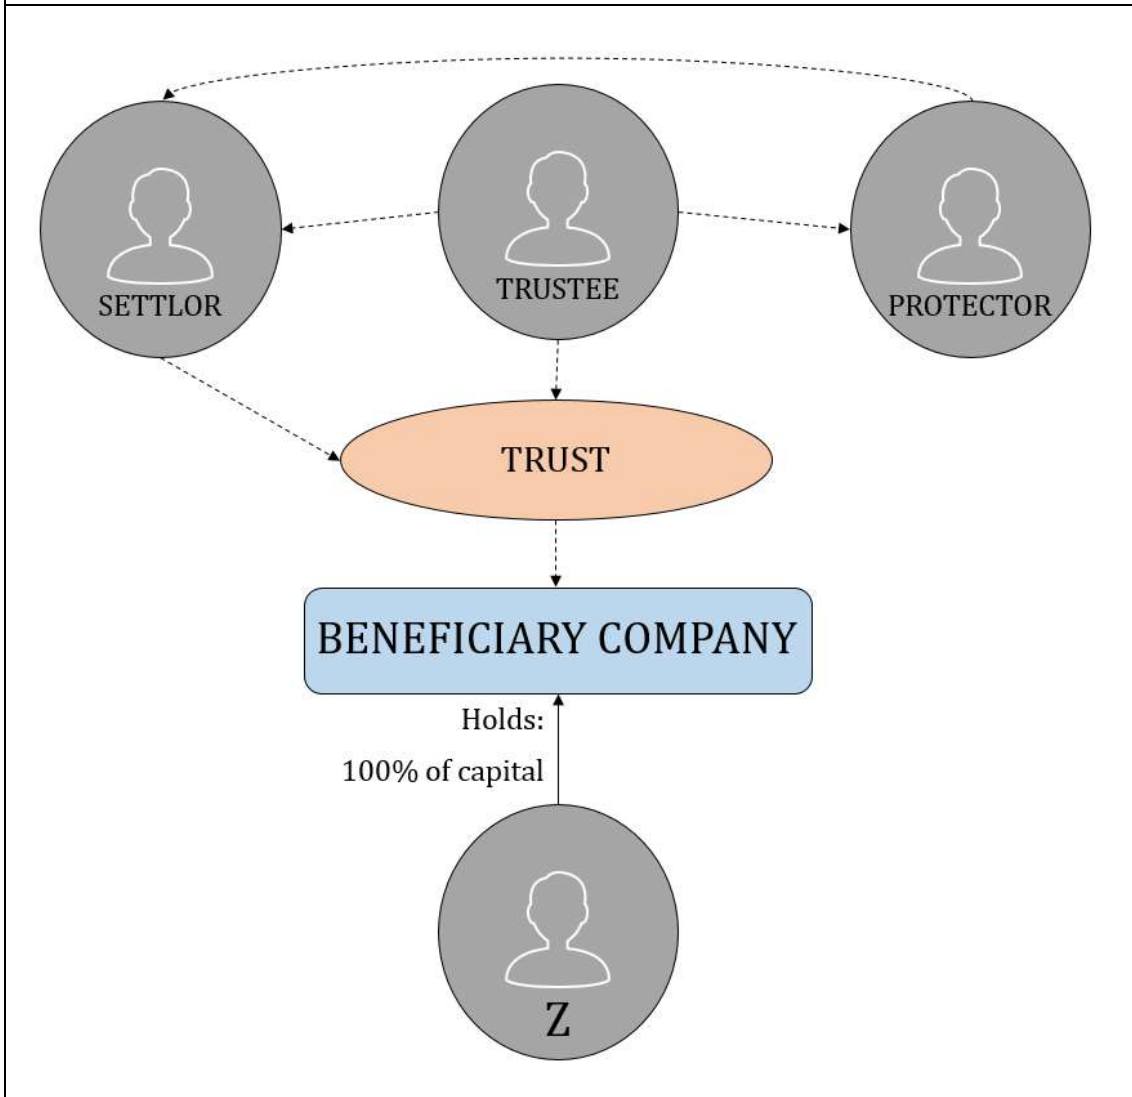 SETTLOR
TRUSTEE
PROTECTOR
TRUST
BENEFICIARY COMPANY
Holds:
100% of capital
Z